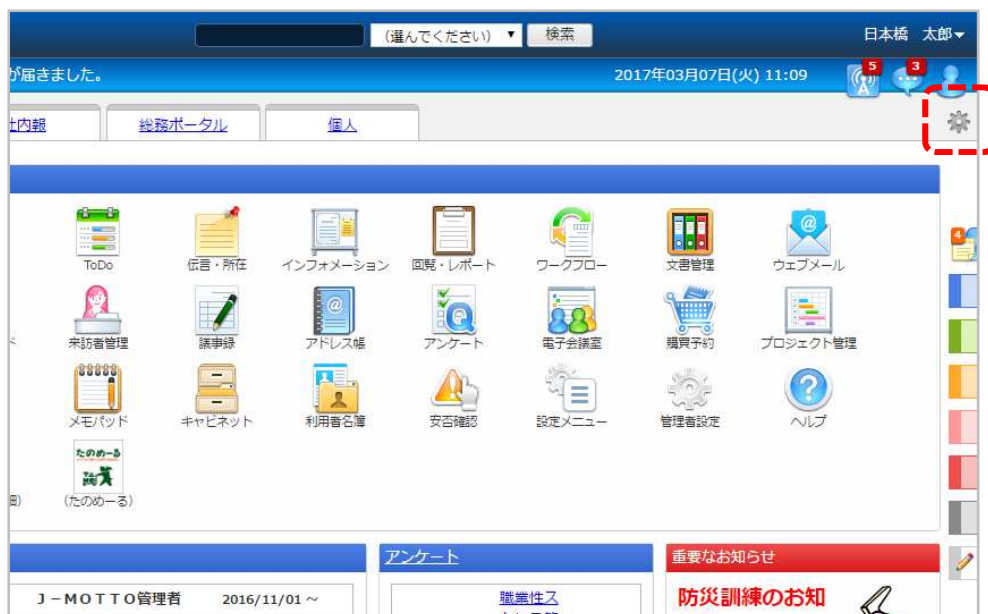 (選んでください) ▼ 検索 日本橋 太郎▼
が届きました。 2017年03月07日(火) 11:09 5 3
社内報 総務ポータル 個人
ToDo 伝言・所在 インフォメーション 回覧・レポート ワークフロー 文書管理 ウェブメール
4
来訪者管理 議事録 アドレス帳 アンケート 電子会議室 購買予約 プロジェクト管理
メモパッド キャビネット 利用者名簿 安否確認 設定メニュー 管理者設定 ヘルプ
たのめーる
(たのめーる)
アンケート 重要なお知らせ
J-MOTTO管理者 2016/11/01～ 職業性ス 防災訓練のお知